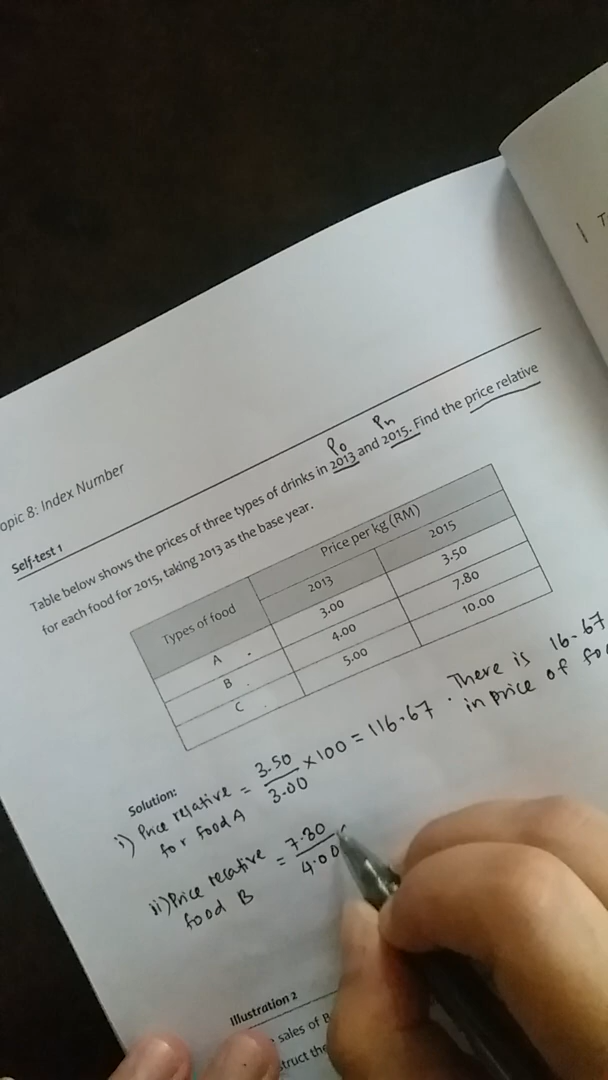 opic 8: Index Number
Self-test 1
Po Pn
Table below shows the prices of three types of drinks in 2013 and 2015. Find the price relative
for each food for 2015, taking 2013 as the base year.
Types of food Price per kg (RM)
2013 2015
A 3.00 3.50
B 4.00 7.80
C 5.00 10.00
Solution:
i) Price relative = 3.50 / 3.00 × 100 = 116.67. There is 16.67
for food A in price of foo
ii) Price relative = 7.80 / 4.00
food B
Illustration 2
sales of B
struct the